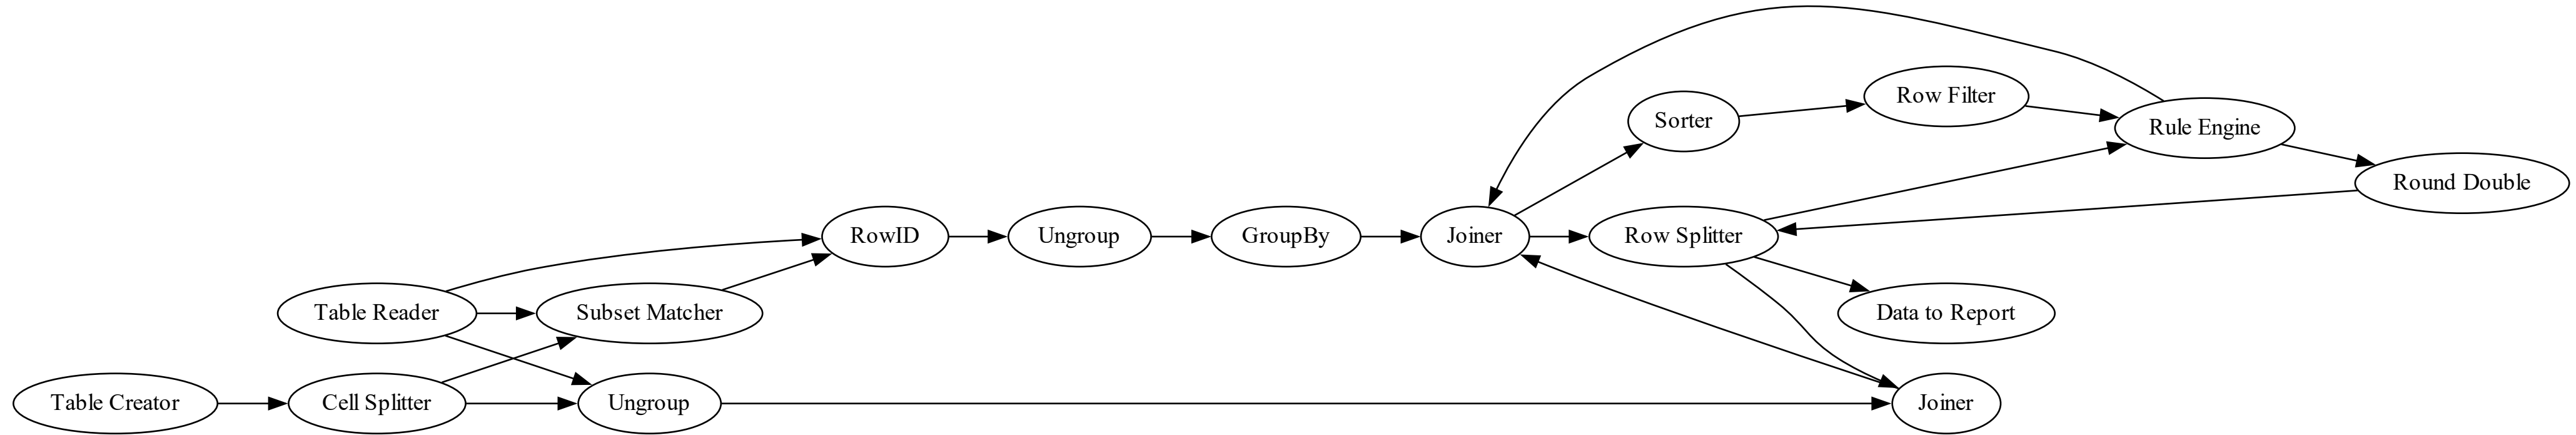 Table Creator
Table Reader
Cell Splitter
Subset Matcher
Ungroup
RowID
Ungroup
GroupBy
Joiner
Sorter
Row Splitter
Row Filter
Data to Report
Joiner
Rule Engine
Round Double